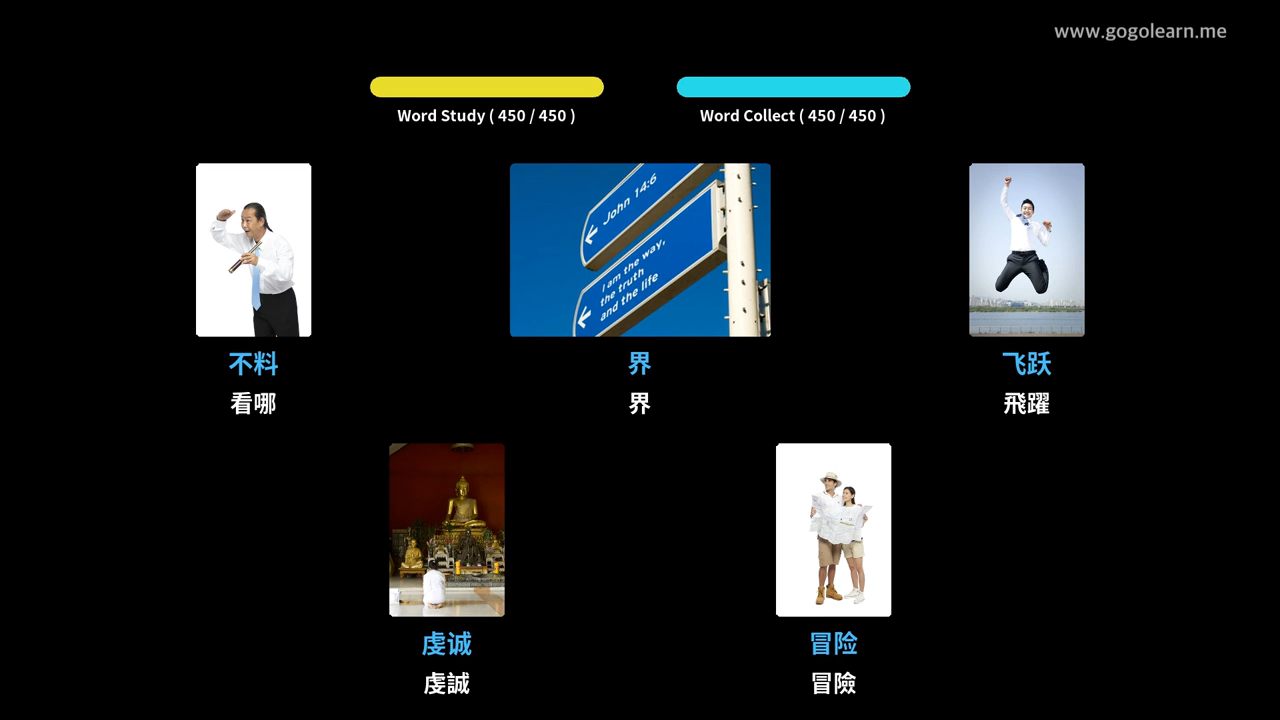 www.gogolearn.me
Word Study ( 450 / 450 )
Word Collect ( 450 / 450 )
John 14:6
I am the way,
the truth
and the life
不料
界
飞跃
看哪
界
飛躍
虔诚
冒险
虔誠
冒險